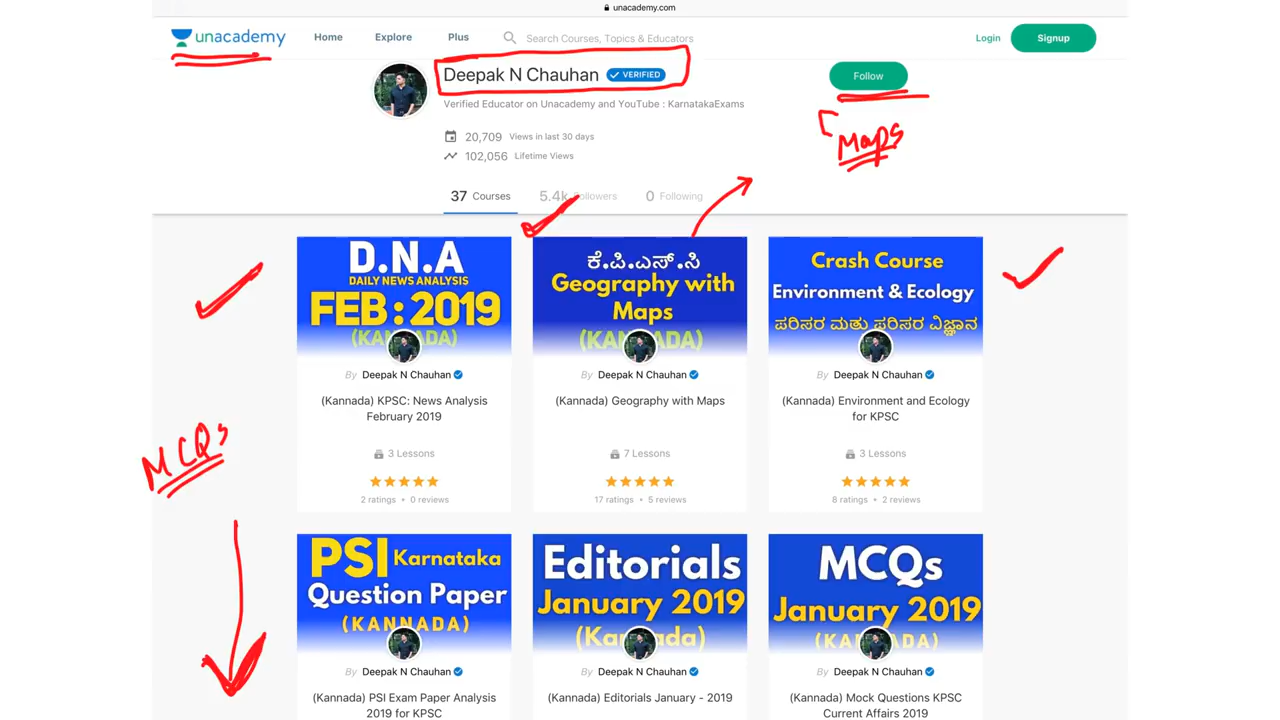 unacademy.com
unacademy Home Explore Plus Search Courses, Topics & Educators Login Signup
Deepak N Chauhan VERIFIED Follow
Verified Educator on Unacademy and YouTube : KarnatakaExams
Maps
20,709 Views in last 30 days
102,056 Lifetime Views
37 Courses 5.4k Followers 0 Following
D.N.A
DAILY NEWS ANALYSIS
FEB : 2019
(KANNADA)
By Deepak N Chauhan
(Kannada) KPSC: News Analysis
February 2019
3 Lessons
2 ratings • 0 reviews
ಕೆ.ಪಿ.ಎಸ್.ಸಿ
Geography with
Maps
(KANNADA)
By Deepak N Chauhan
(Kannada) Geography with Maps
7 Lessons
17 ratings • 5 reviews
Crash Course
Environment & Ecology
ಪರಿಸರ ಮತ್ತು ಪರಿಸರ ವಿಜ್ಞಾನ
By Deepak N Chauhan
(Kannada) Environment and Ecology
for KPSC
3 Lessons
8 ratings • 2 reviews
MCQs
PSI Karnataka
Question Paper
(KANNADA)
By Deepak N Chauhan
(Kannada) PSI Exam Paper Analysis
2019 for KPSC
Editorials
January 2019
(Kannada)
By Deepak N Chauhan
(Kannada) Editorials January - 2019
MCQs
January 2019
(KANNADA)
By Deepak N Chauhan
(Kannada) Mock Questions KPSC
Current Affairs 2019